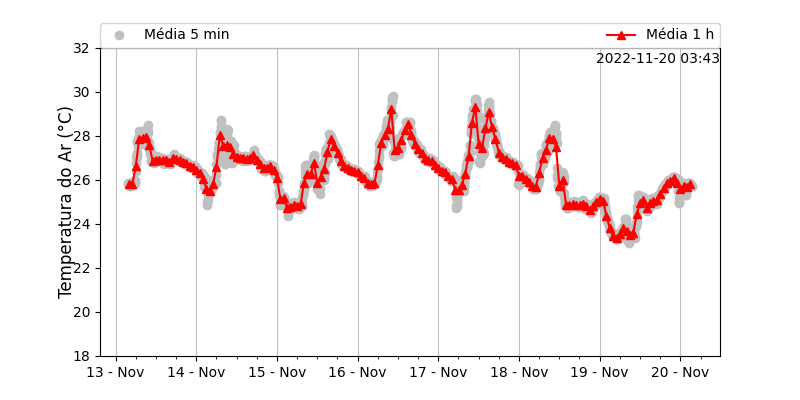 Média 5 min
Média 1 h
2022-11-20 03:43
Temperatura do Ar (°C)
32
30
28
26
24
22
20
18
13 - Nov
14 - Nov
15 - Nov
16 - Nov
17 - Nov
18 - Nov
19 - Nov
20 - Nov